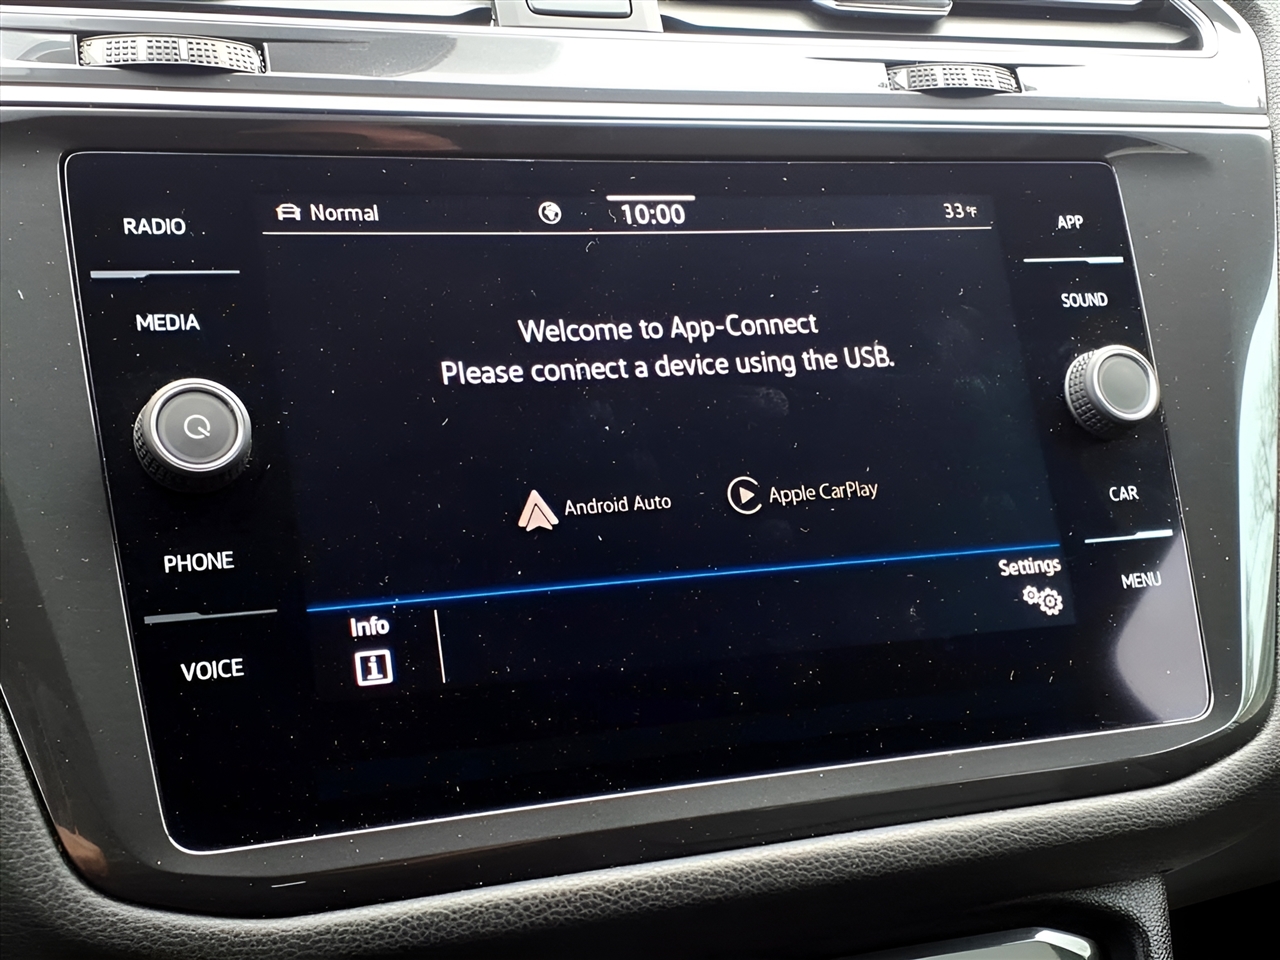 RADIO
MEDIA
PHONE
VOICE
Normal
10:00
33°F
Welcome to App-Connect
Please connect a device using the USB.
Android Auto
Apple CarPlay
Settings
Info
i
APP
SOUND
CAR
MENU